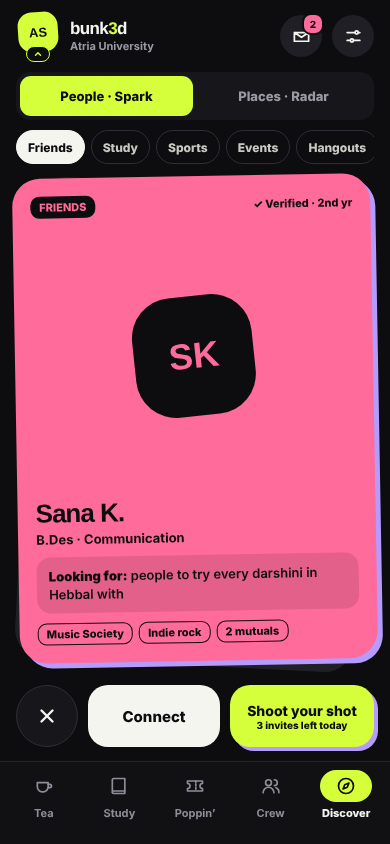 AS
bunk3d
Atria University
2
People · Spark
Places · Radar
Friends
Study
Sports
Events
Hangouts
FRIENDS
✓ Verified · 2nd yr
SK
Sana K.
B.Des · Communication
Looking for: people to try every darshini in
Hebbal with
Music Society
Indie rock
2 mutuals
Connect
Shoot your shot
3 invites left today
Tea
Study
Poppin’
Crew
Discover